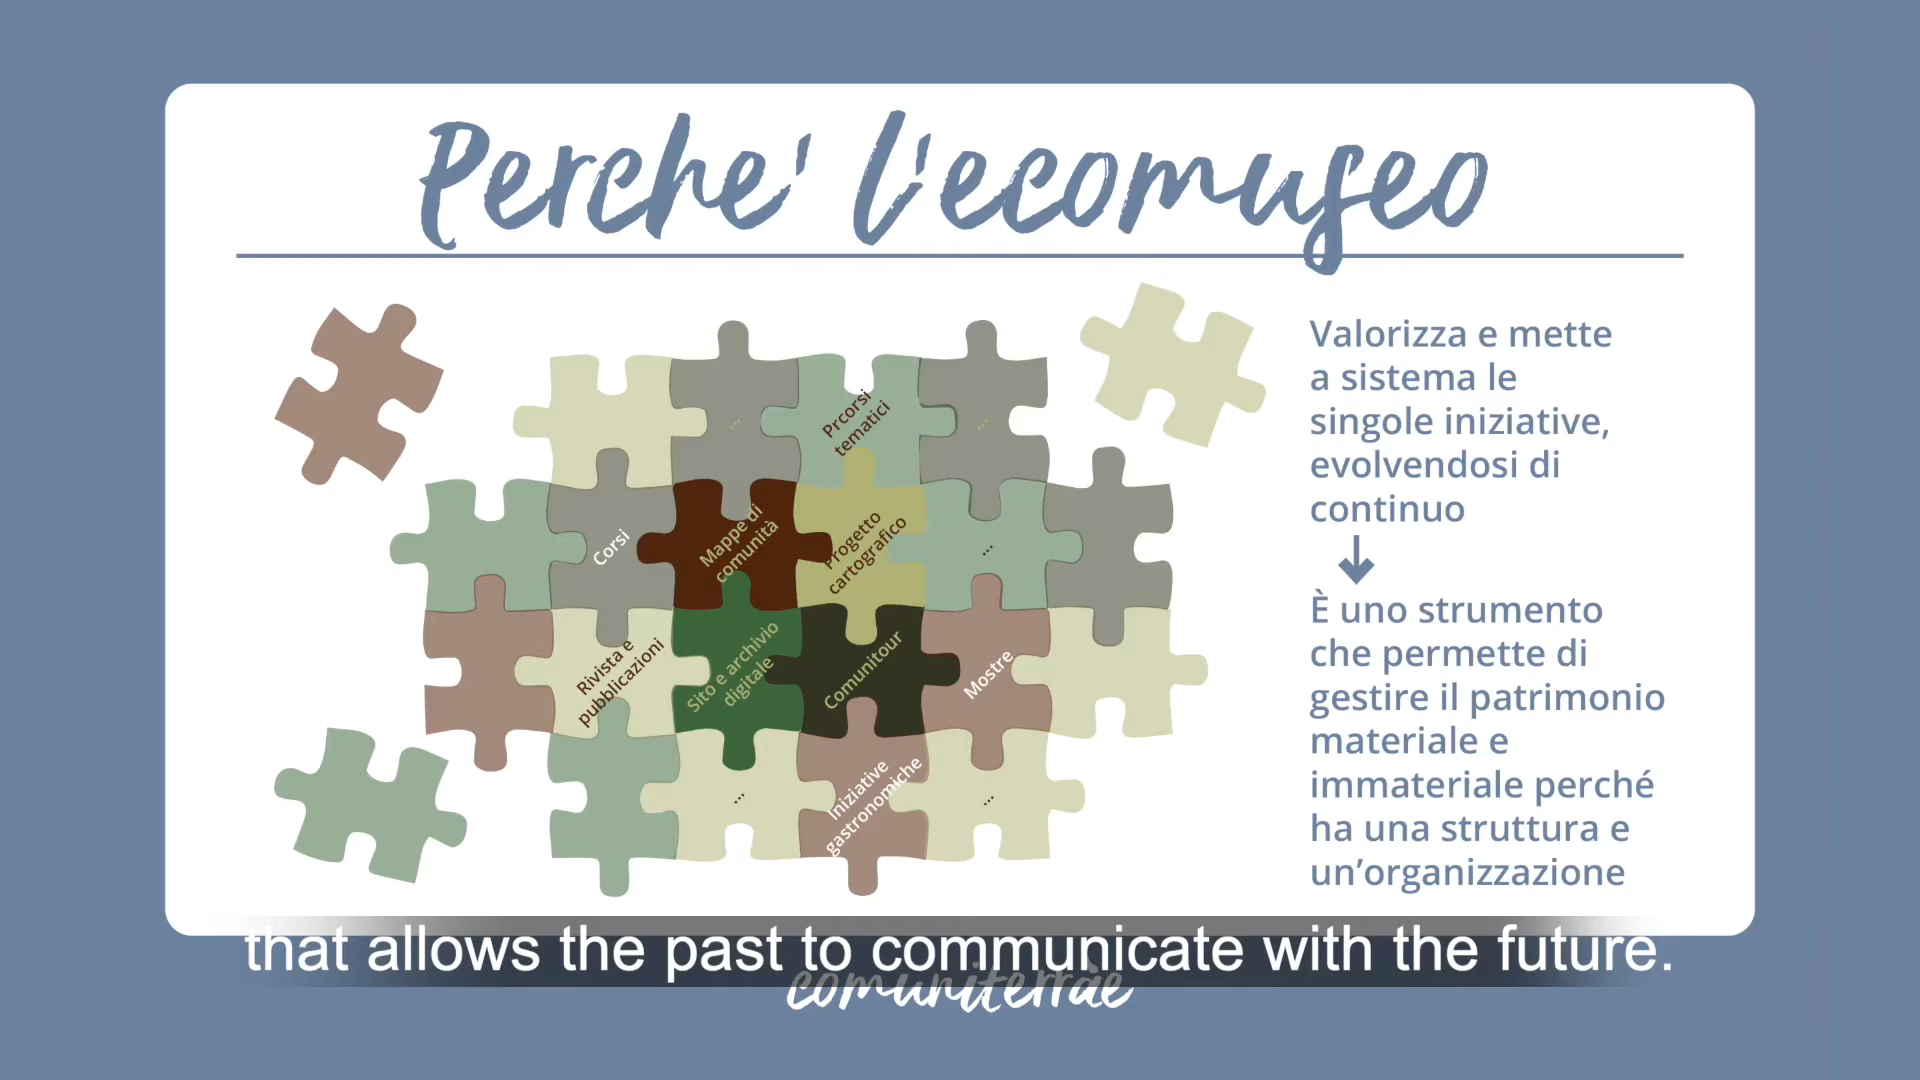 Perche' l'ecomuseo
Prcorsi
tematici
...
...
Corsi
Mappe di
comunità
Progetto
cartografico
...
Rivista e
pubblicazioni
Sito e archivio
digitale
Comunitour
Mostre
...
Iniziative
gastronomiche
...
Valorizza e mette
a sistema le
singole iniziative,
evolvendosi di
continuo
È uno strumento
che permette di
gestire il patrimonio
materiale e
immateriale perché
ha una struttura e
un’organizzazione
that allows the past to communicate with the future.
comuniterrae